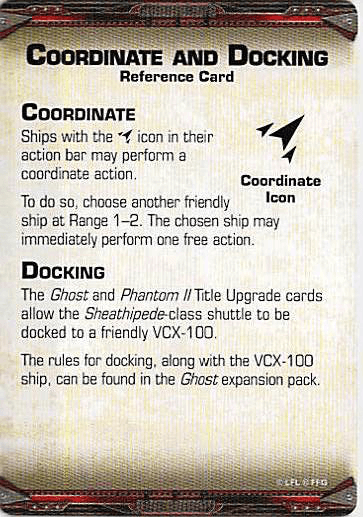 COORDINATE AND DOCKING
Reference Card
COORDINATE
Ships with the icon in their
action bar may perform a
coordinate action.
Coordinate
Icon
To do so, choose another friendly
ship at Range 1–2. The chosen ship may
immediately perform one free action.
DOCKING
The Ghost and Phantom II Title Upgrade cards
allow the Sheathipede-class shuttle to be
docked to a friendly VCX-100.
The rules for docking, along with the VCX-100
ship, can be found in the Ghost expansion pack.
© LFL © FFG